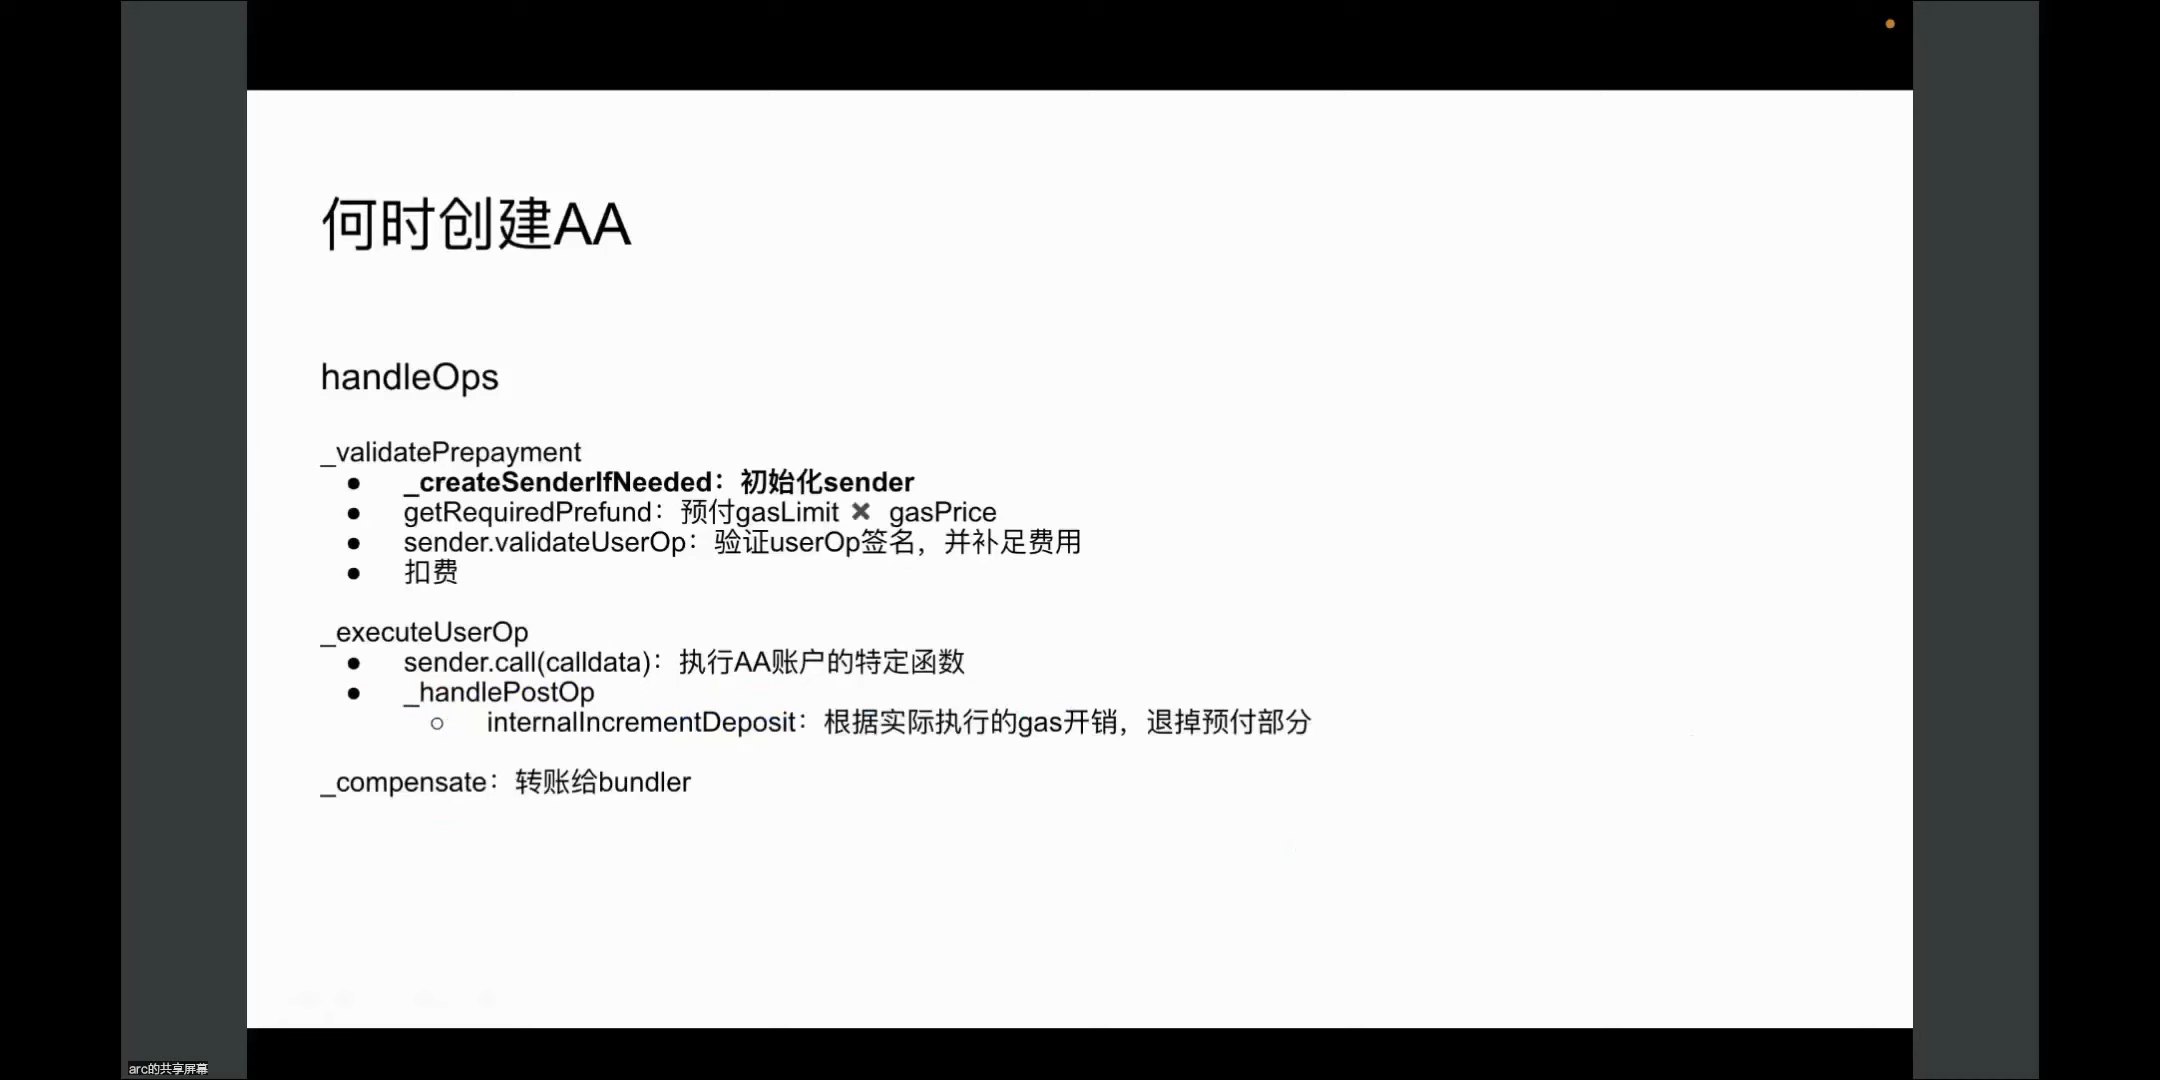 何时创建AA
handleOps
_validatePrepayment
● _createSenderIfNeeded：初始化sender
● getRequiredPrefund：预付gasLimit ✖ gasPrice
● sender.validateUserOp：验证userOp签名，并补足费用
● 扣费
_executeUserOp
● sender.call(calldata)：执行AA账户的特定函数
● _handlePostOp
○ internalIncrementDeposit：根据实际执行的gas开销，退掉预付部分
_compensate：转账给bundler
arc的共享屏幕